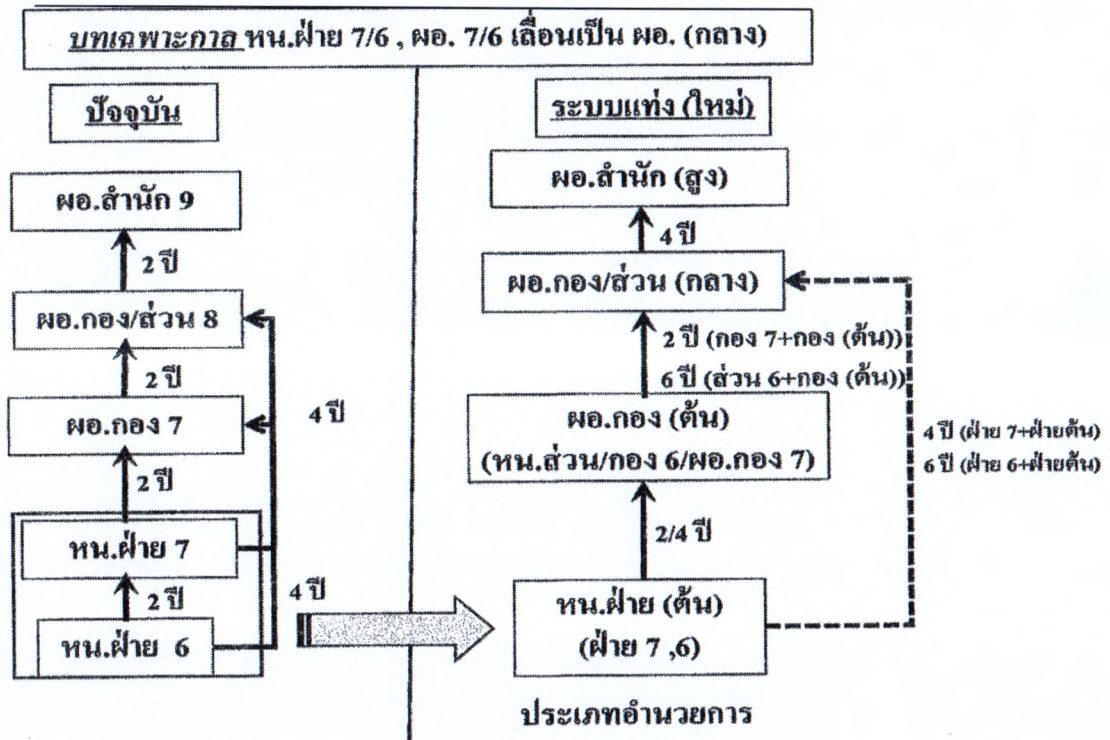 บทเฉพาะกาล หน.ฝ่าย 7/6 , ผอ. 7/6 เลื่อนเป็น ผอ. (กลาง)
ปัจจุบัน
ผอ.สำนัก 9
2 ปี
ผอ.กอง/ส่วน 8
2 ปี
4 ปี
ผอ.กอง 7
2 ปี
หน.ฝ่าย 7
2 ปี
4 ปี
หน.ฝ่าย 6
ระบบแท่ง (ใหม่)
ผอ.สำนัก (สูง)
4 ปี
ผอ.กอง/ส่วน (กลาง)
2 ปี (กอง 7+กอง (ต้น))
6 ปี (ส่วน 6+กอง (ต้น))
ผอ.กอง (ต้น)
(หน.ส่วน/กอง 6/ผอ.กอง 7)
4 ปี (ฝ่าย 7+ฝ่ายต้น)
6 ปี (ฝ่าย 6+ฝ่ายต้น)
2/4 ปี
หน.ฝ่าย (ต้น)
(ฝ่าย 7 ,6)
ประเภทอำนวยการ